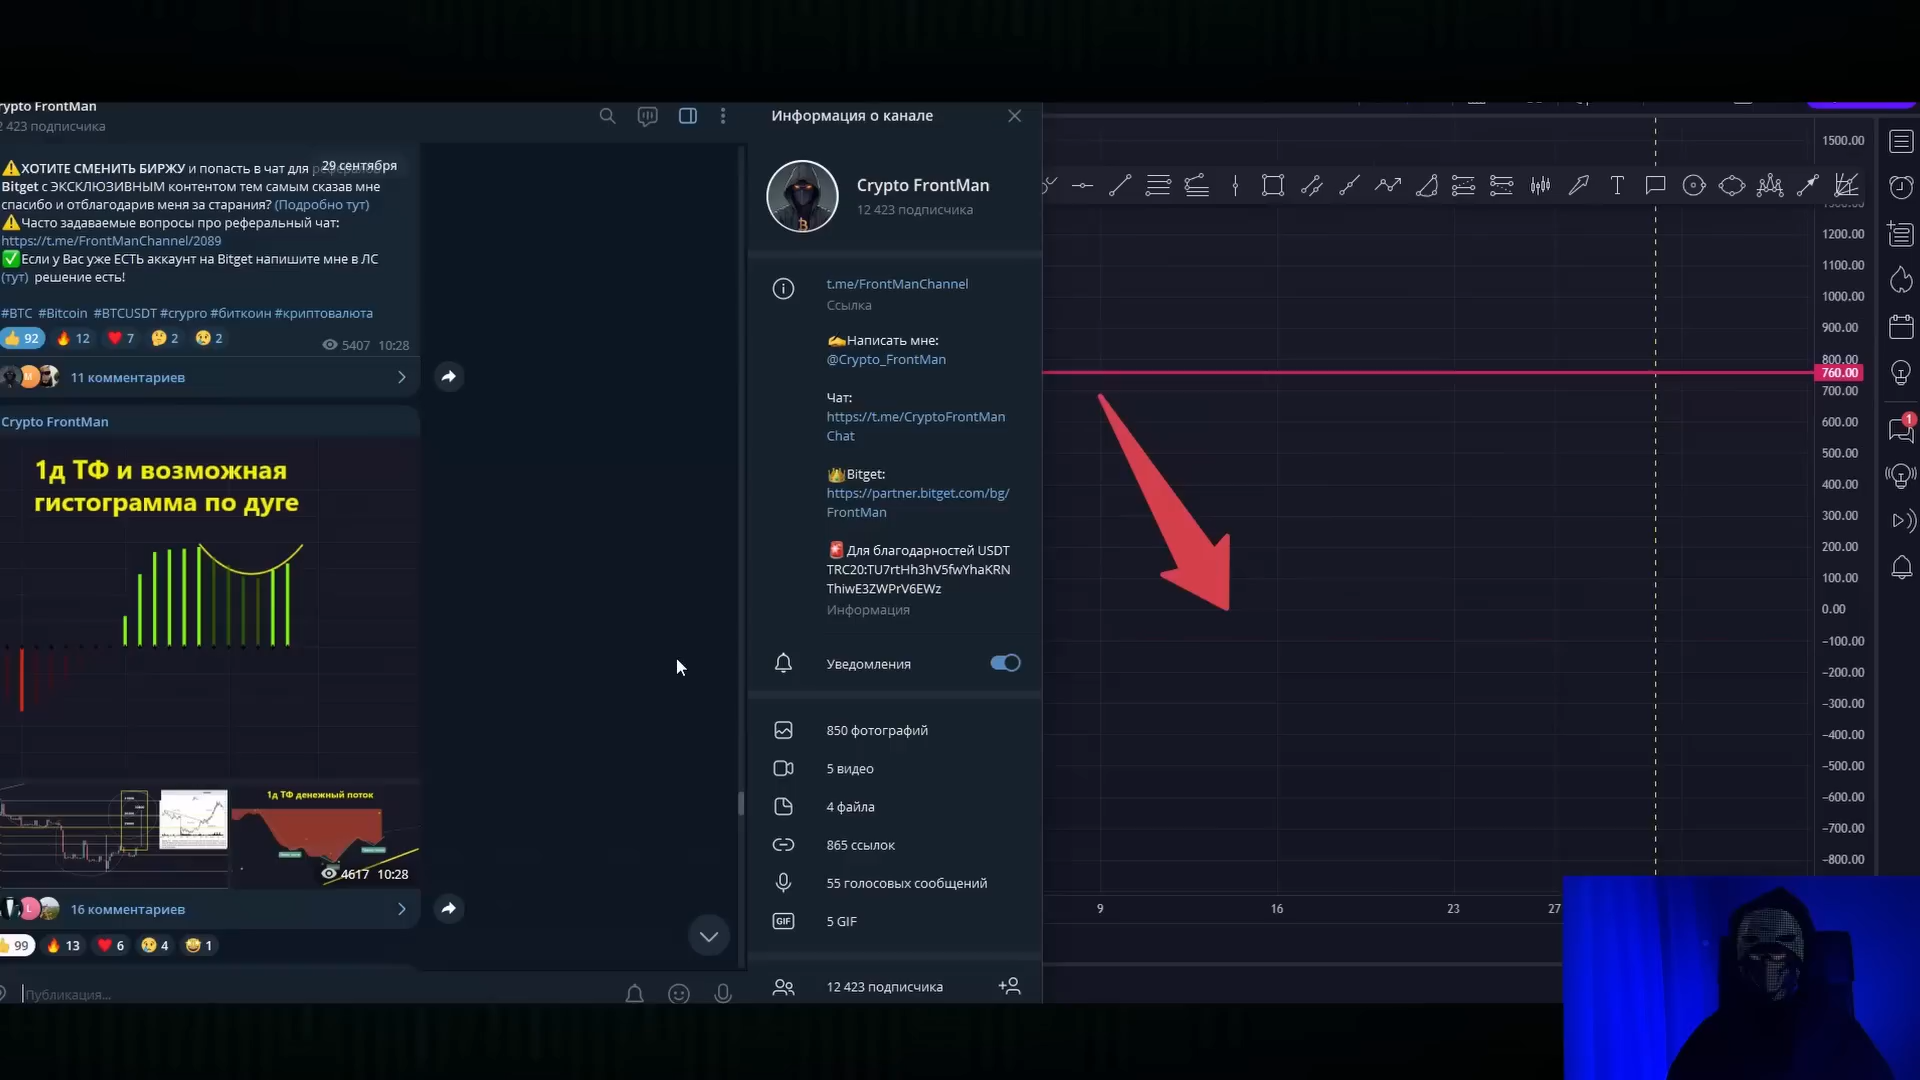 rypto FrontMan
2 423 подписчика
29 сентября
⚠️ХОТИТЕ СМЕНИТЬ БИРЖУ и попасть в чат для
Bitget с ЭКСКЛЮЗИВНЫМ контентом тем самым сказав мне
спасибо и отблагодарив меня за старания? (Подробно тут)
⚠️Часто задаваемые вопросы про реферальный чат:
https://t.me/FrontManChannel/2089
✅Если у Вас уже ЕСТЬ аккаунт на Bitget напишите мне в ЛС
(тут) решение есть!
#BTC #Bitcoin #BTCUSDT #crypro #биткоин #криптовалюта
👍 92 🔥 12 ❤️ 7 🤔 2 😢 2
5407 10:28
11 комментариев
Crypto FrontMan
1д ТФ и возможная
гистограмма по дуге
1д ТФ денежный поток
4617 10:28
16 комментариев
👍 99 🔥 13 ❤️ 6 😢 4 🤩 1
Публикация...
Информация о канале
Crypto FrontMan
12 423 подписчика
t.me/FrontManChannel
Ссылка
✍️Написать мне:
@Crypto_FrontMan
Чат:
https://t.me/CryptoFrontMan
Chat
👑Bitget:
https://partner.bitget.com/bg/
FrontMan
🚨Для благодарностей USDT
TRC20:TU7rtHh3hV5fwYhaKRN
ThiwE3ZWPrV6EWz
Информация
Уведомления
850 фотографий
5 видео
4 файла
865 ссылок
55 голосовых сообщений
GIF
5 GIF
12 423 подписчика
1500.00
1200.00
1100.00
1000.00
900.00
800.00
760.00
700.00
600.00
500.00
400.00
300.00
200.00
100.00
0.00
−100.00
−200.00
−300.00
−400.00
−500.00
−600.00
−700.00
−800.00
1
9
16
23
27